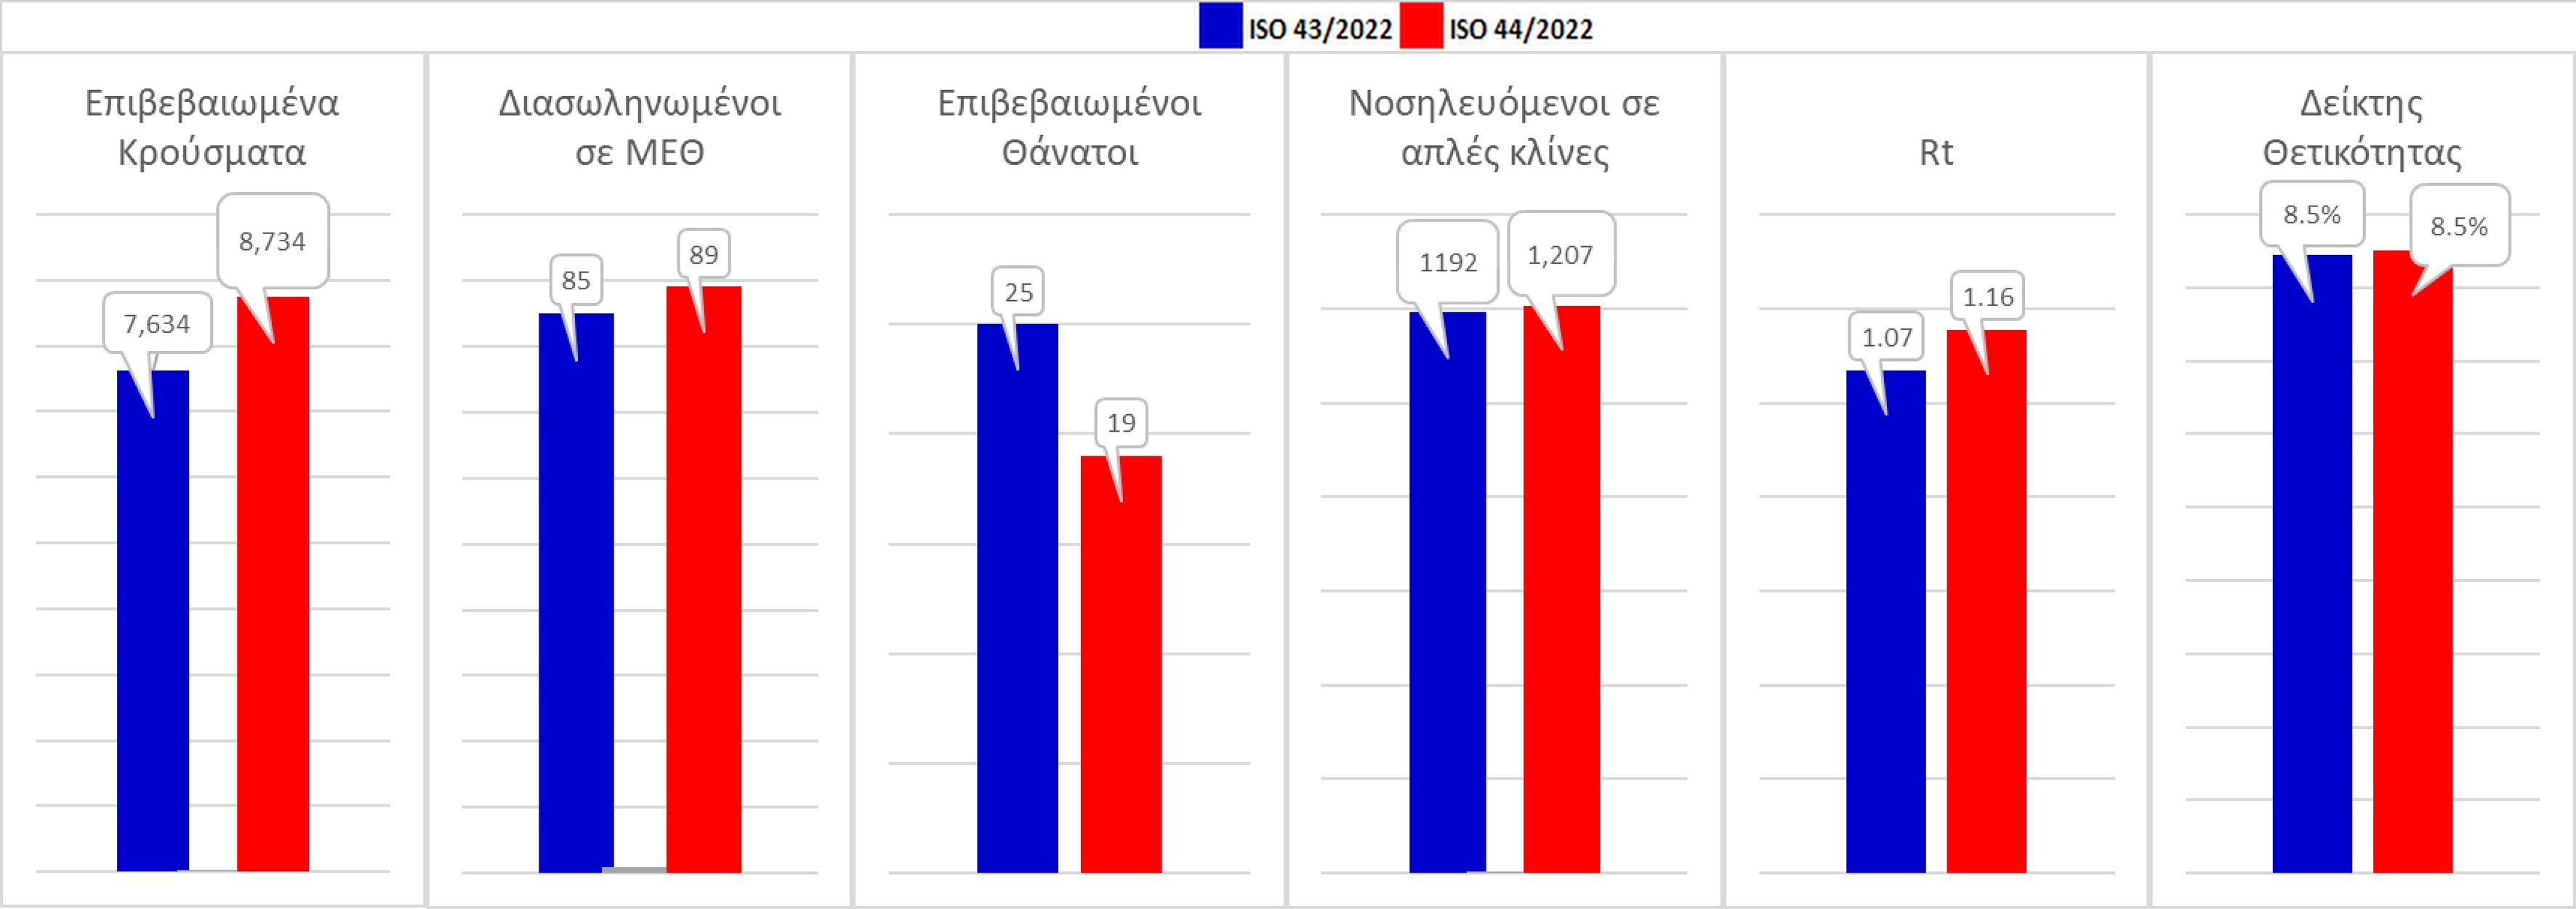 ISO 43/2022 ISO 44/2022
Επιβεβαιωμένα
Κρούσματα
7,634
8,734
Διασωληνωμένοι
σε ΜΕΘ
85
89
Επιβεβαιωμένοι
Θάνατοι
25
19
Νοσηλευόμενοι σε
απλές κλίνες
1192
1,207
Rt
1.07
1.16
Δείκτης
Θετικότητας
8.5%
8.5%